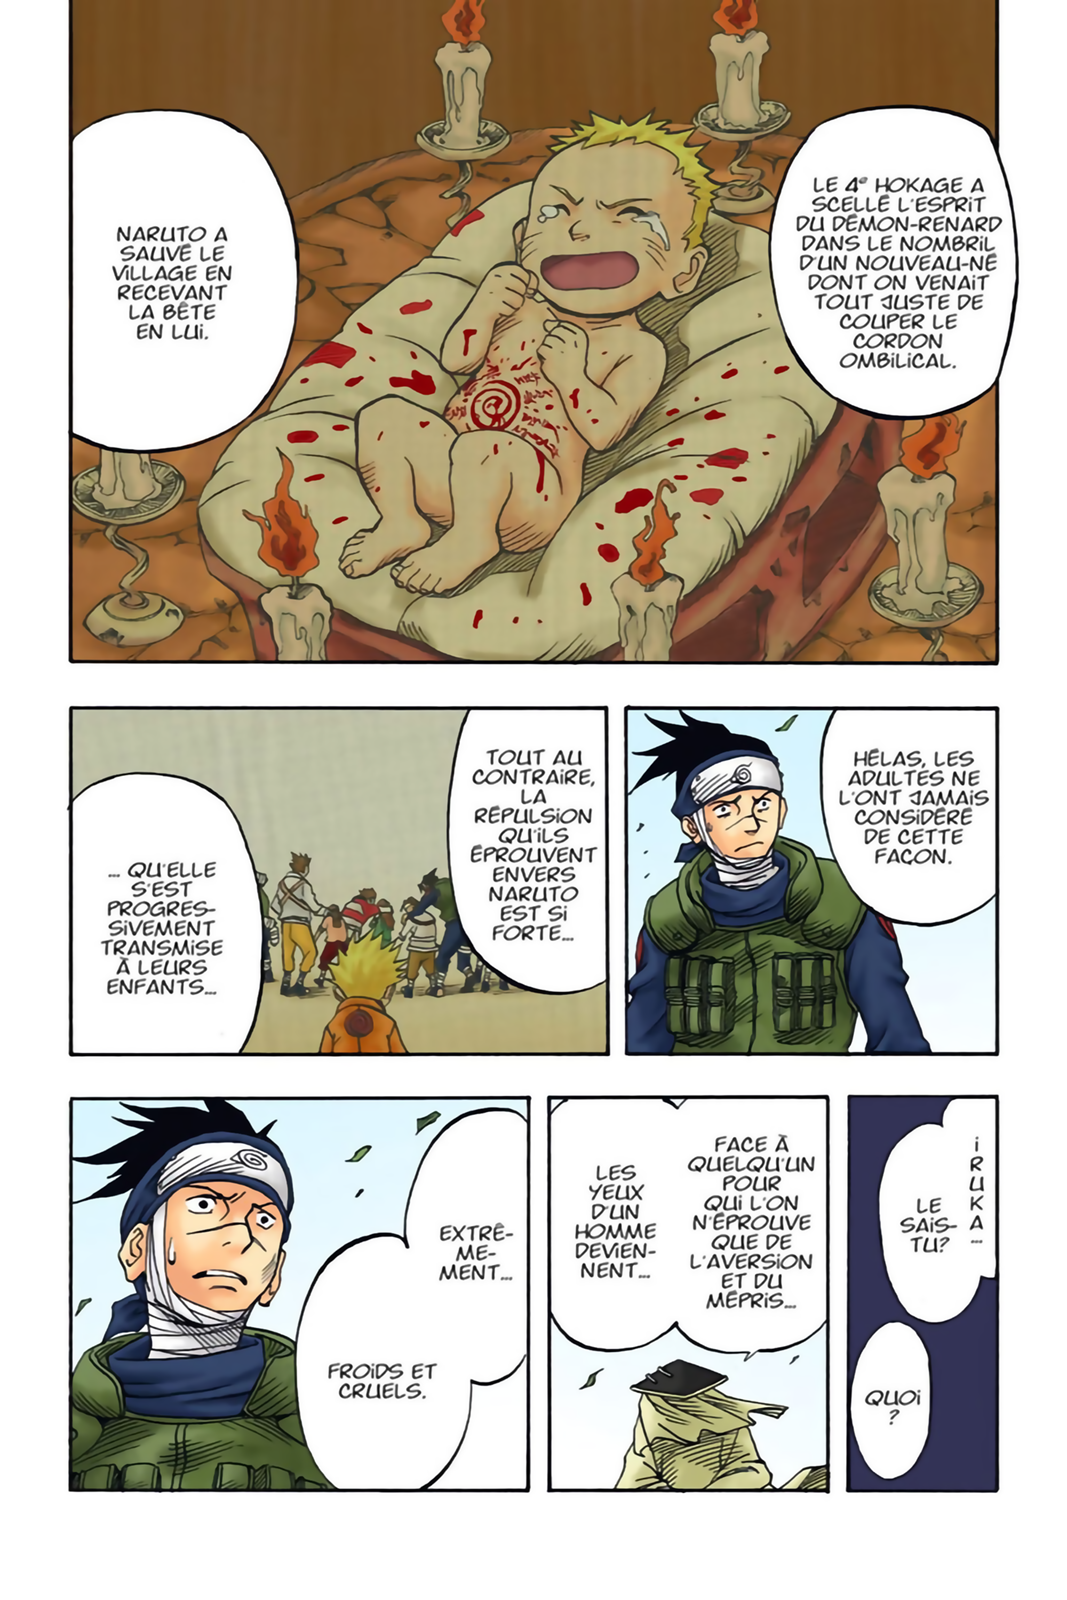 LE 4e HOKAGE A
SCELLÉ L'ESPRIT
DU DÉMON-RENARD
DANS LE NOMBRIL
D'UN NOUVEAU-NÉ
DONT ON VENAIT
TOUT JUSTE DE
COUPER LE
CORDON
OMBILICAL.
NARUTO A
SAUVÉ LE
VILLAGE EN
RECEVANT
LA BÊTE
EN LUI.
HÉLAS, LES
ADULTES NE
L'ONT JAMAIS
CONSIDÉRÉ
DE CETTE
FAÇON.
TOUT AU
CONTRAIRE,
LA
RÉPULSION
QU'ILS
ÉPROUVENT
ENVERS
NARUTO
EST SI
FORTE...
... QU'ELLE
S'EST
PROGRES-
SIVEMENT
TRANSMISE
À LEURS
ENFANTS...
IRUKA...
LE
SAIS-
TU?
QUOI
?
FACE À
QUELQU'UN
POUR
QUI L'ON
N'ÉPROUVE
QUE DE
L'AVERSION
ET DU
MÉPRIS...
LES
YEUX
D'UN
HOMME
DEVIEN-
NENT...
EXTRÊ-
ME-
MENT...
FROIDS ET
CRUELS.